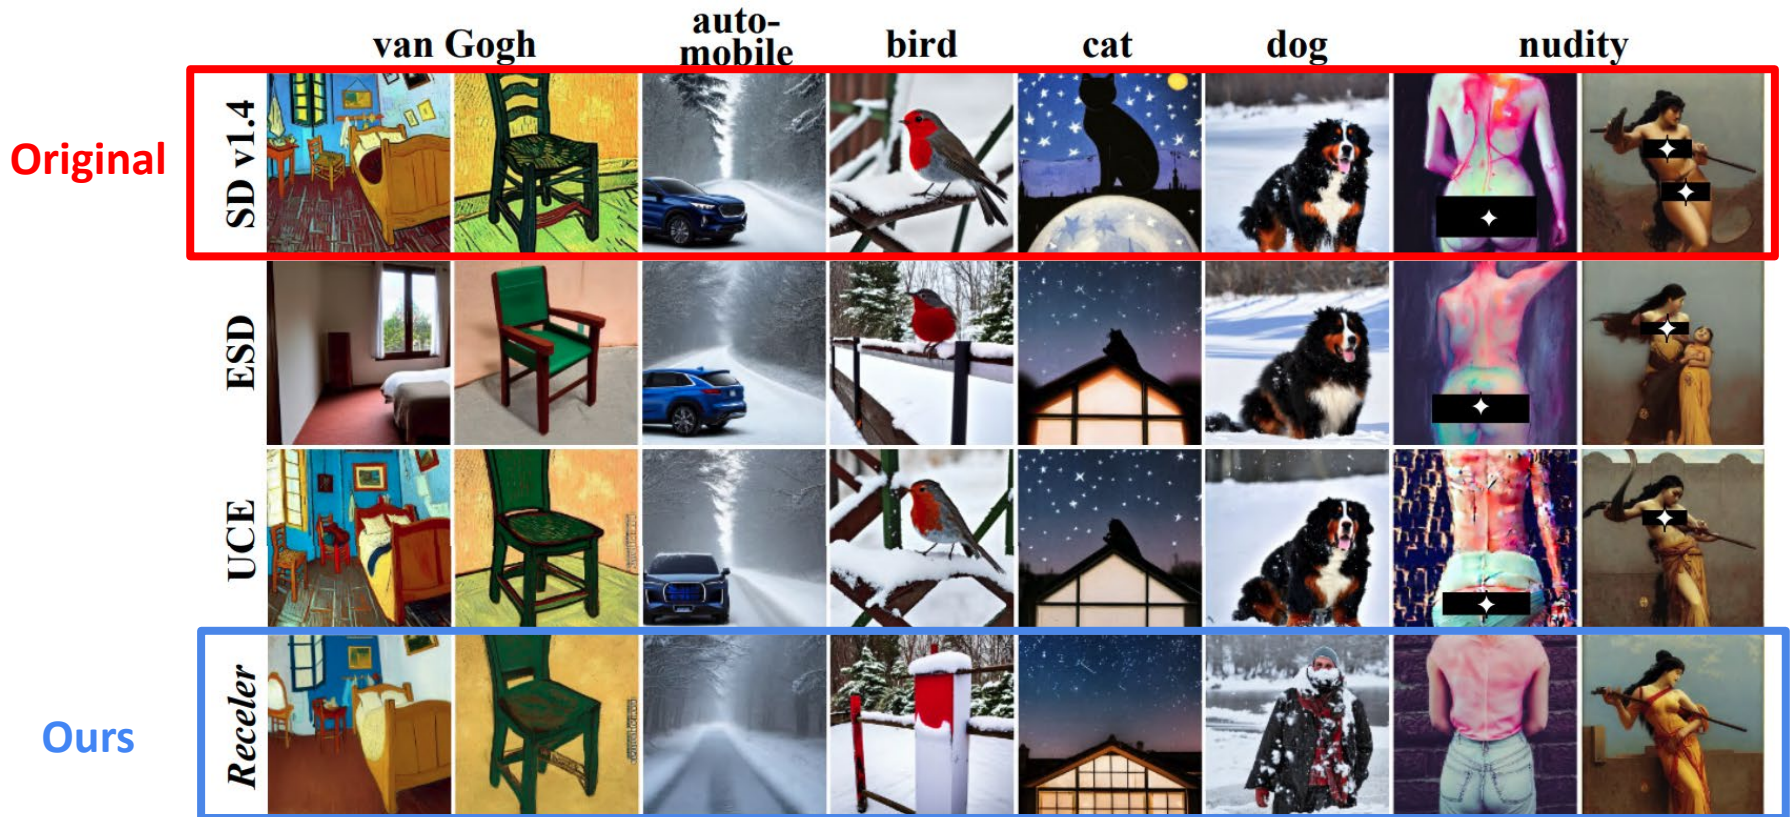 van Gogh
auto-
mobile
bird
cat
dog
nudity
Original
SD v1.4
ESD
UCE
Ours
Receler